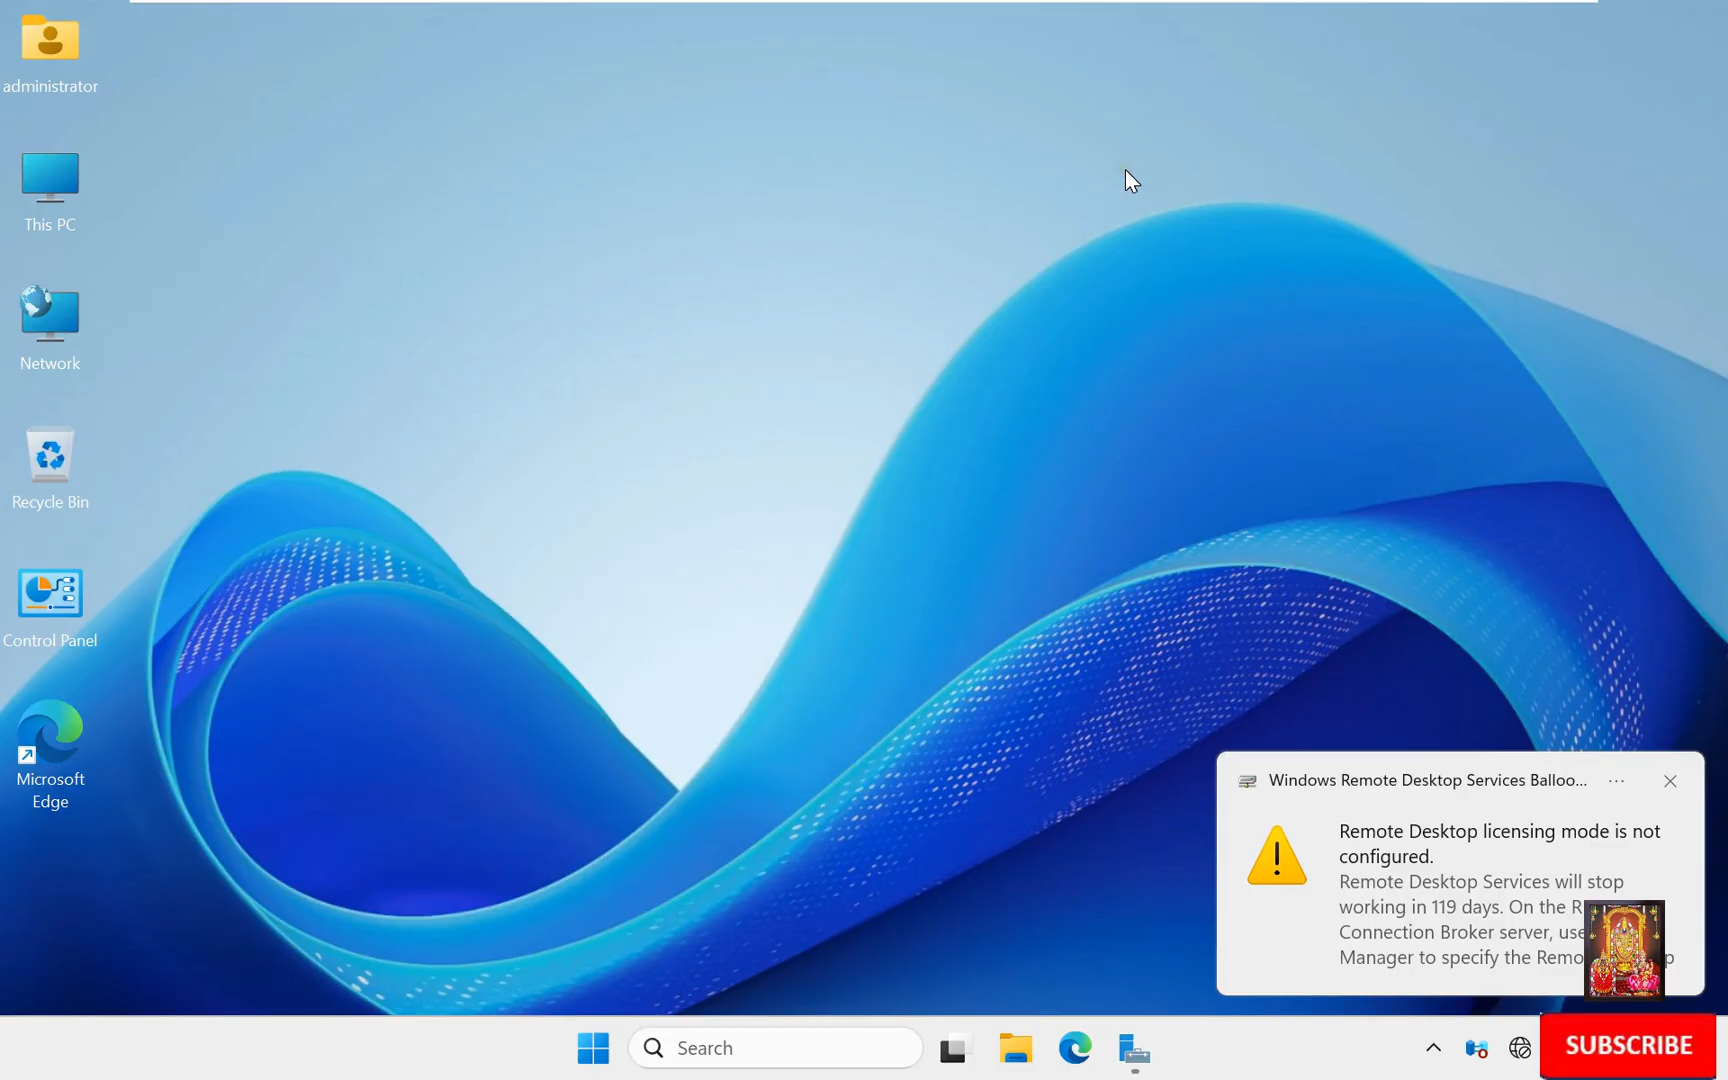 administrator
This PC
Network
Recycle Bin
Control Panel
Microsoft
Edge
Windows Remote Desktop Services Balloo...
Remote Desktop licensing mode is not
configured.
Remote Desktop Services will stop
working in 119 days. On the R
Connection Broker server, use
Manager to specify the Remo p
Search
SUBSCRIBE